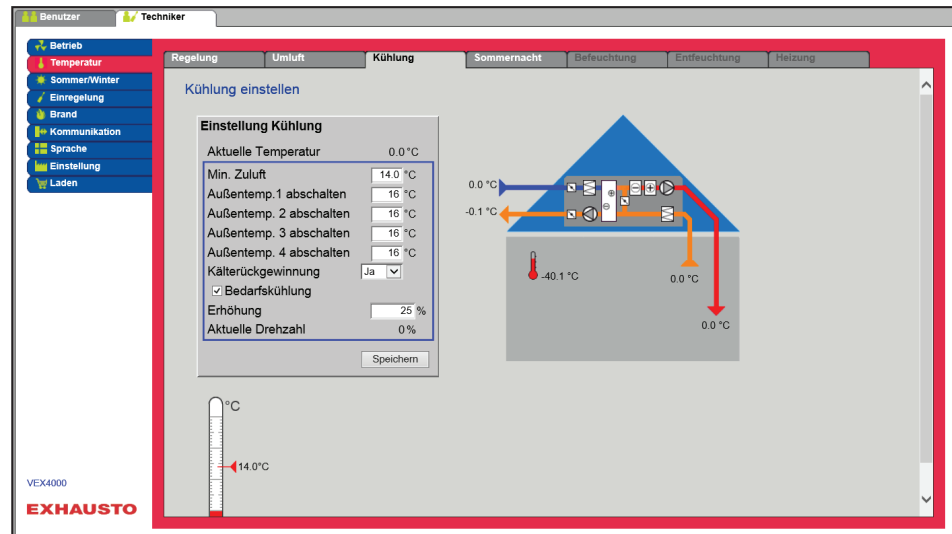 Benutzer Techniker
Betrieb
Temperatur
Sommer/Winter
Einregelung
Brand
Kommunikation
Sprache
Einstellung
Laden
VEX4000
EXHAUSTO
Regelung Umluft Kühlung Sommernacht Befeuchtung Entfeuchtung Heizung
Kühlung einstellen
Einstellung Kühlung
Aktuelle Temperatur 0.0°C
Min. Zuluft 14.0 °C
Außentemp.1 abschalten 16 °C
Außentemp. 2 abschalten 16 °C
Außentemp. 3 abschalten 16 °C
Außentemp. 4 abschalten 16 °C
Kälterückgewinnung Ja
Bedarfskühlung
Erhöhung 25 %
Aktuelle Drehzahl 0%
Speichern
0.0 °C
-0.1 °C
-40.1 °C
0.0 °C
0.0 °C
°C
14.0°C